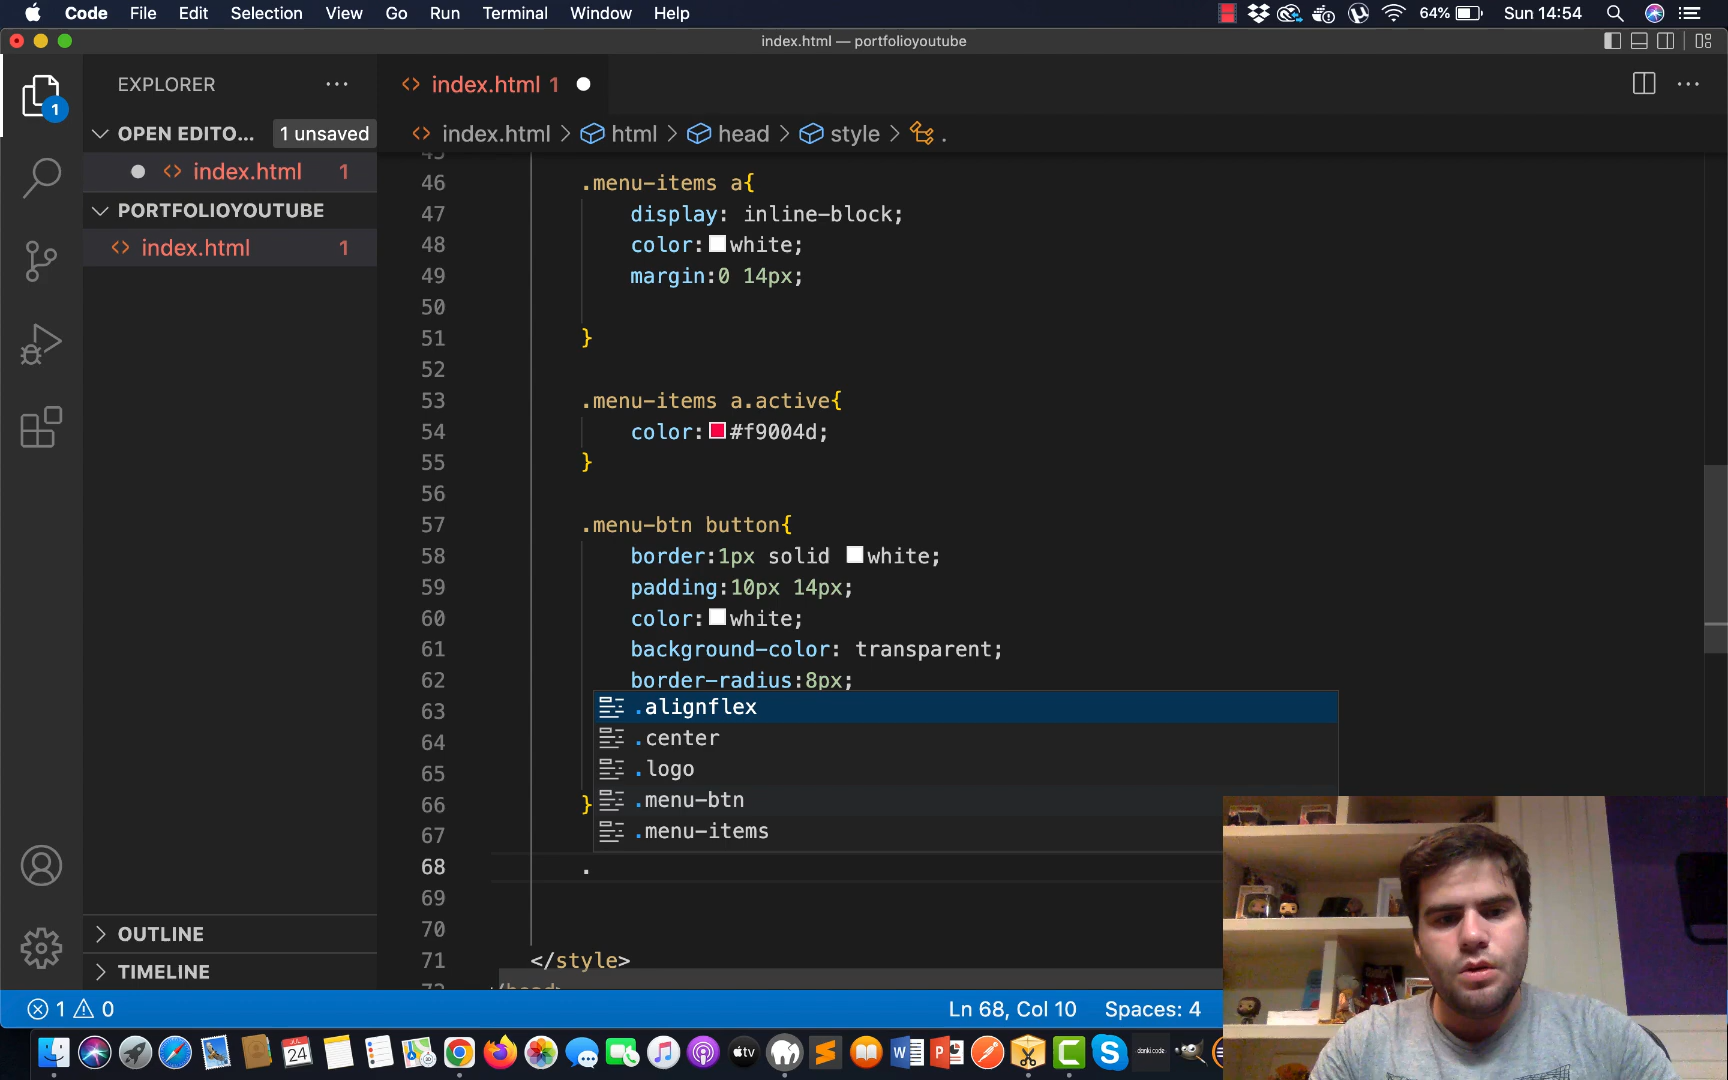 Code File Edit Selection View Go Run Terminal Window Help 64% Sun 14:54
index.html — portfolioyoutube
EXPLORER
index.html 1
OPEN EDITO... 1 unsaved
index.html > html > head > style > .
index.html 1
PORTFOLIOYOUTUBE
index.html 1
1
46 .menu-items a{
47 display: inline-block;
48 color: white;
49 margin:0 14px;
50
51 }
52
53 .menu-items a.active{
54 color: #f9004d;
55 }
56
57 .menu-btn button{
58 border:1px solid white;
59 padding:10px 14px;
60 color: white;
61 background-color: transparent;
62 border-radius:8px;
63 .alignflex
64 .center
65 .logo
66 } .menu-btn
67 .menu-items
68 .
69
70
71 </style>
OUTLINE
TIMELINE
1 0 Ln 68, Col 10 Spaces: 4
JUL
24
tv
donki code